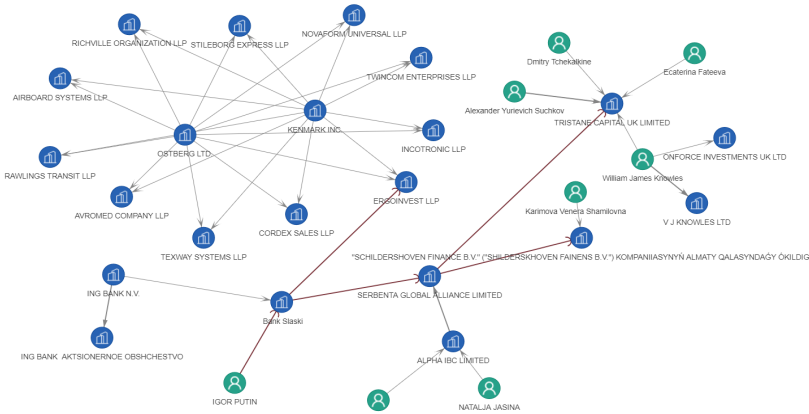 NOVAFORM UNIVERSAL LLP
RICHVILLE ORGANIZATION LLP
STILEBORG EXPRESS LLP
Dmitry Tchekalkine
Ecaterina Fateeva
TWINCOM ENTERPRISES LLP
AIRBOARD SYSTEMS LLP
Alexander Yurievich Suchkov
TRISTANE CAPITAL UK LIMITED
KENMARK INC.
OSTBERG LTD.
INCOTRONIC LLP
ONFORCE INVESTMENTS UK LTD
RAWLINGS TRANSIT LLP
William James Knowles
ERGOINVEST LLP
AVROMED COMPANY LLP
Karimova Venera Shamilovna
V J KNOWLES LTD
CORDEX SALES LLP
TEXWAY SYSTEMS LLP
"SCHILDERSHOVEN FINANCE B.V." ("SHILDERSKHOVEN FAINENS B.V.") KOMPANIIASYNYŃ ALMATY QALASYNDAǴY ÓKILDIG
ING BANK N.V.
SERBENTA GLOBAL ALLIANCE LIMITED
Bank Slaski
ING BANK AKTSIONERNOE OBSHCHESTVO
ALPHA IBC LIMITED
IGOR PUTIN
NATALJA JASINA